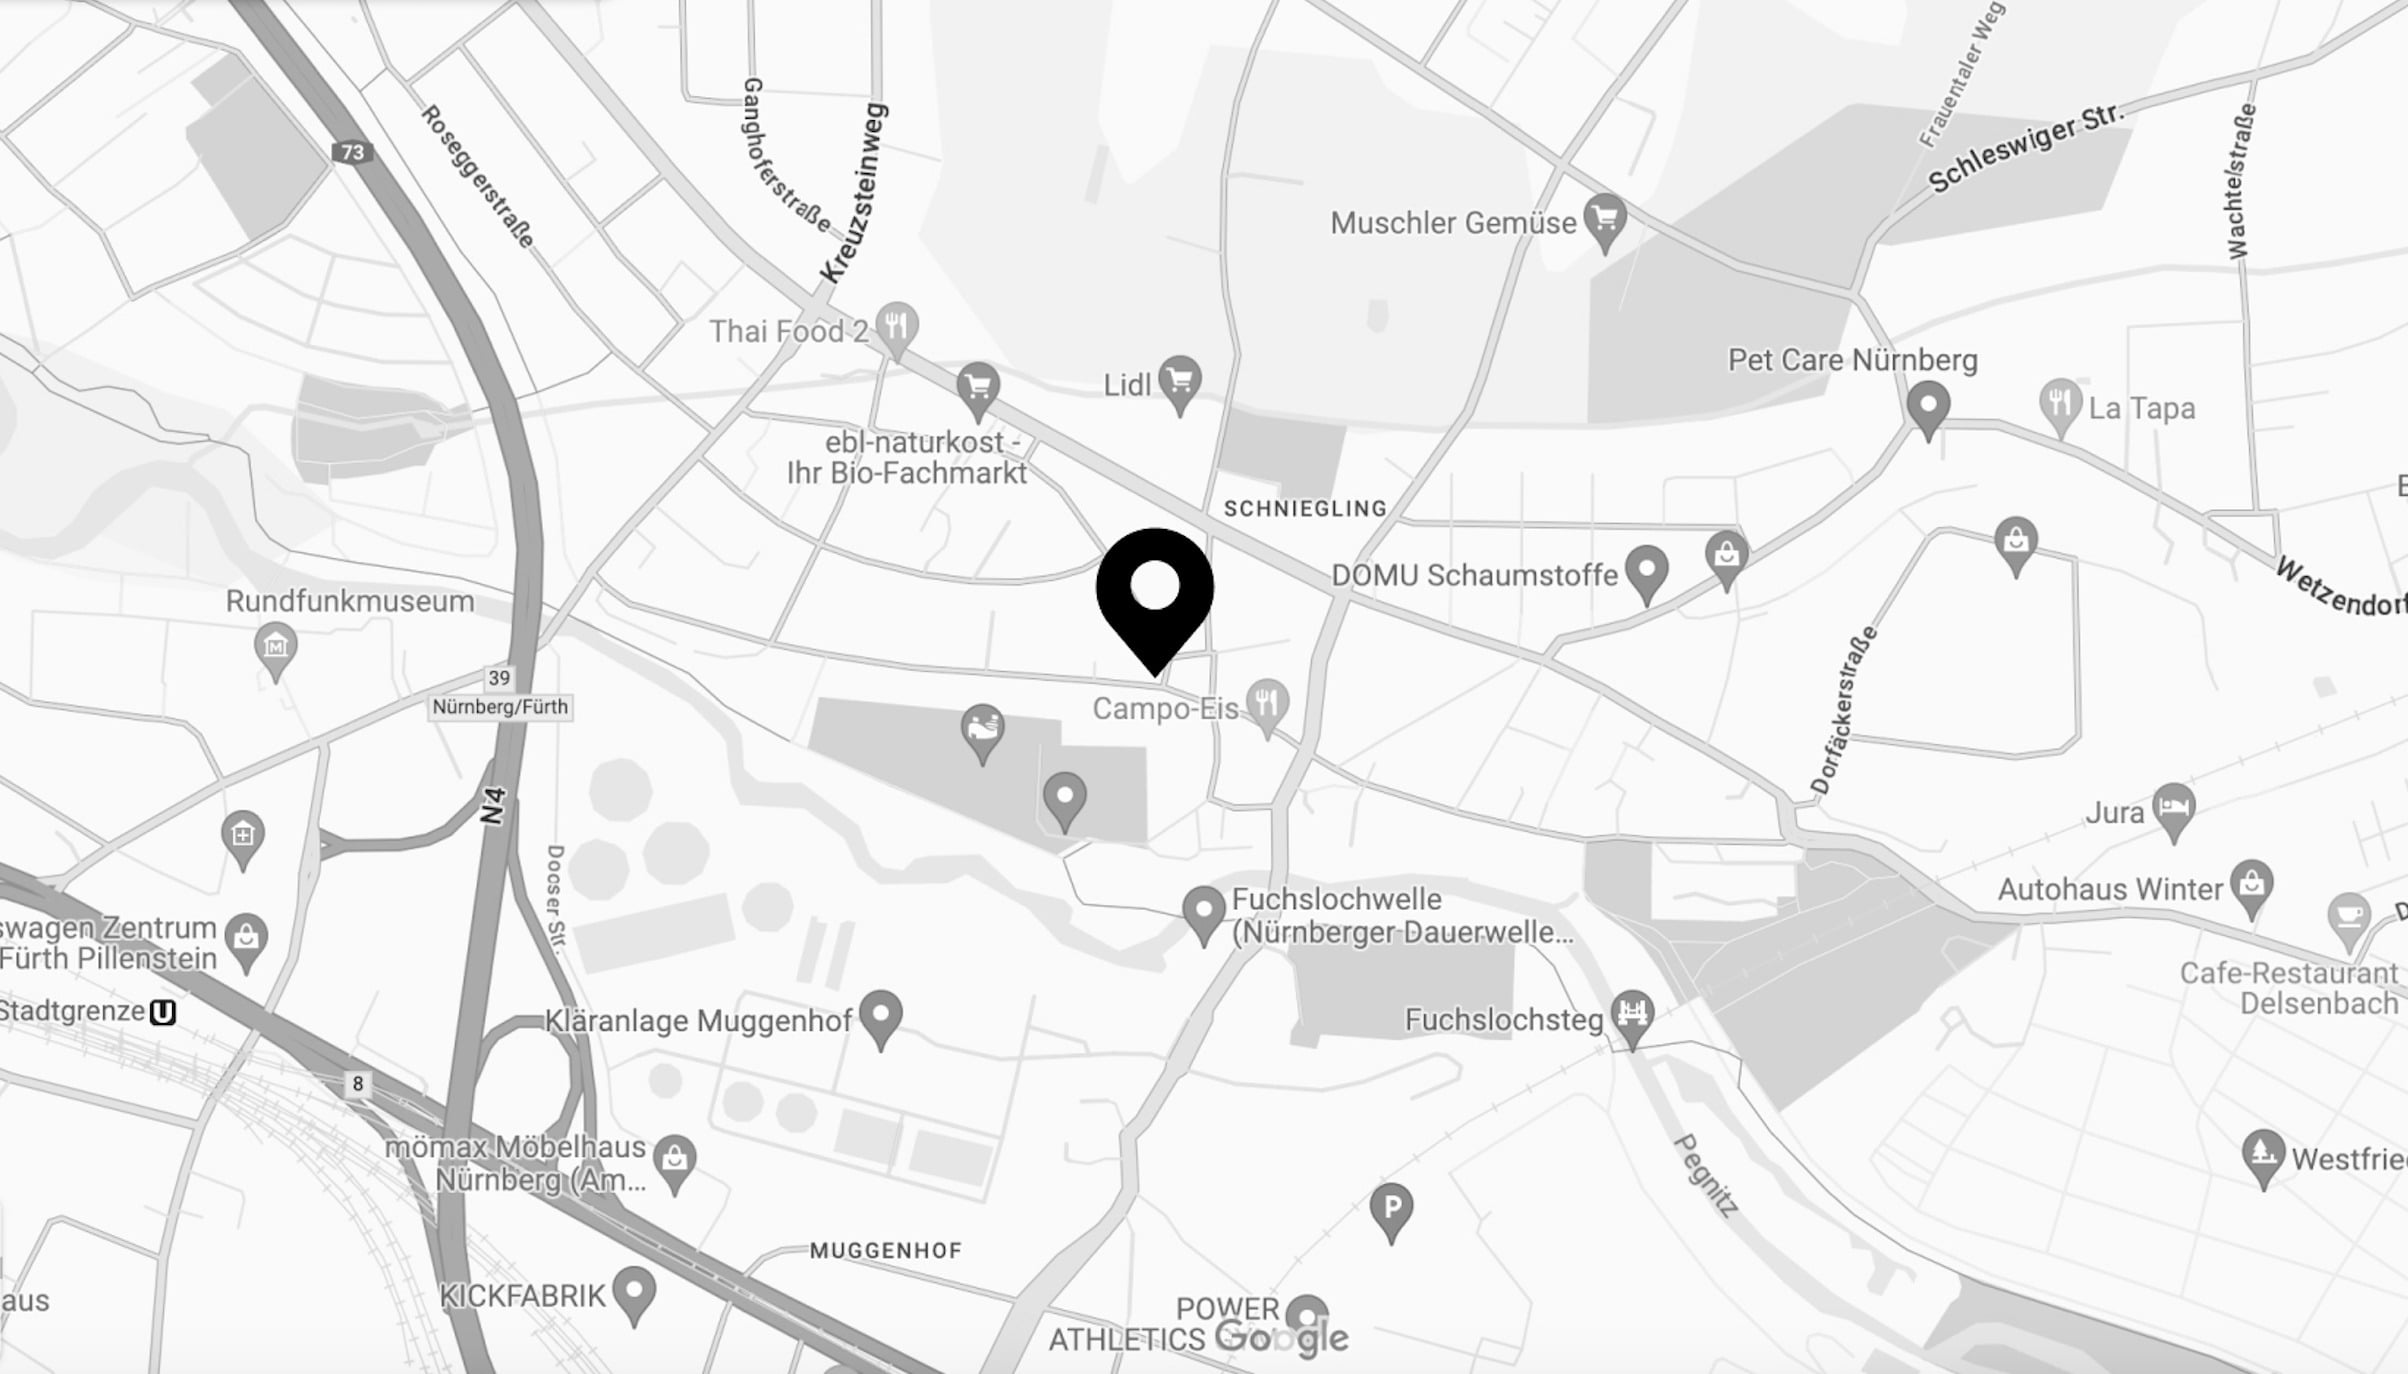 Frauentaler Weg
73
Roseggerstraße
Ganghoferstraße
Kreuzsteinweg
Schleswiger Str.
Wachtelstraße
Muschler Gemüse
Thai Food 2
Lidl
Pet Care Nürnberg
La Tapa
ebl-naturkost -
Ihr Bio-Fachmarkt
SCHNIEGLING
DOMU Schaumstoffe
Wetzendorf
Rundfunkmuseum
39
Nürnberg/Fürth
Campo-Eis
Dorfäckerstraße
N4
Jura
Dooser Str.
Autohaus Winter
Fuchslochwelle
(Nürnberger Dauerwelle...
swagen Zentrum
Fürth Pillenstein
Cafe-Restaurant
Delsenbach
Stadtgrenze U
Kläranlage Muggenhof
Fuchslochsteg
8
mömax Möbelhaus
Nürnberg (Am...
Pegnitz
Westfrie
P
MUGGENHOF
KICKFABRIK
aus
POWER
ATHLETICS
Google